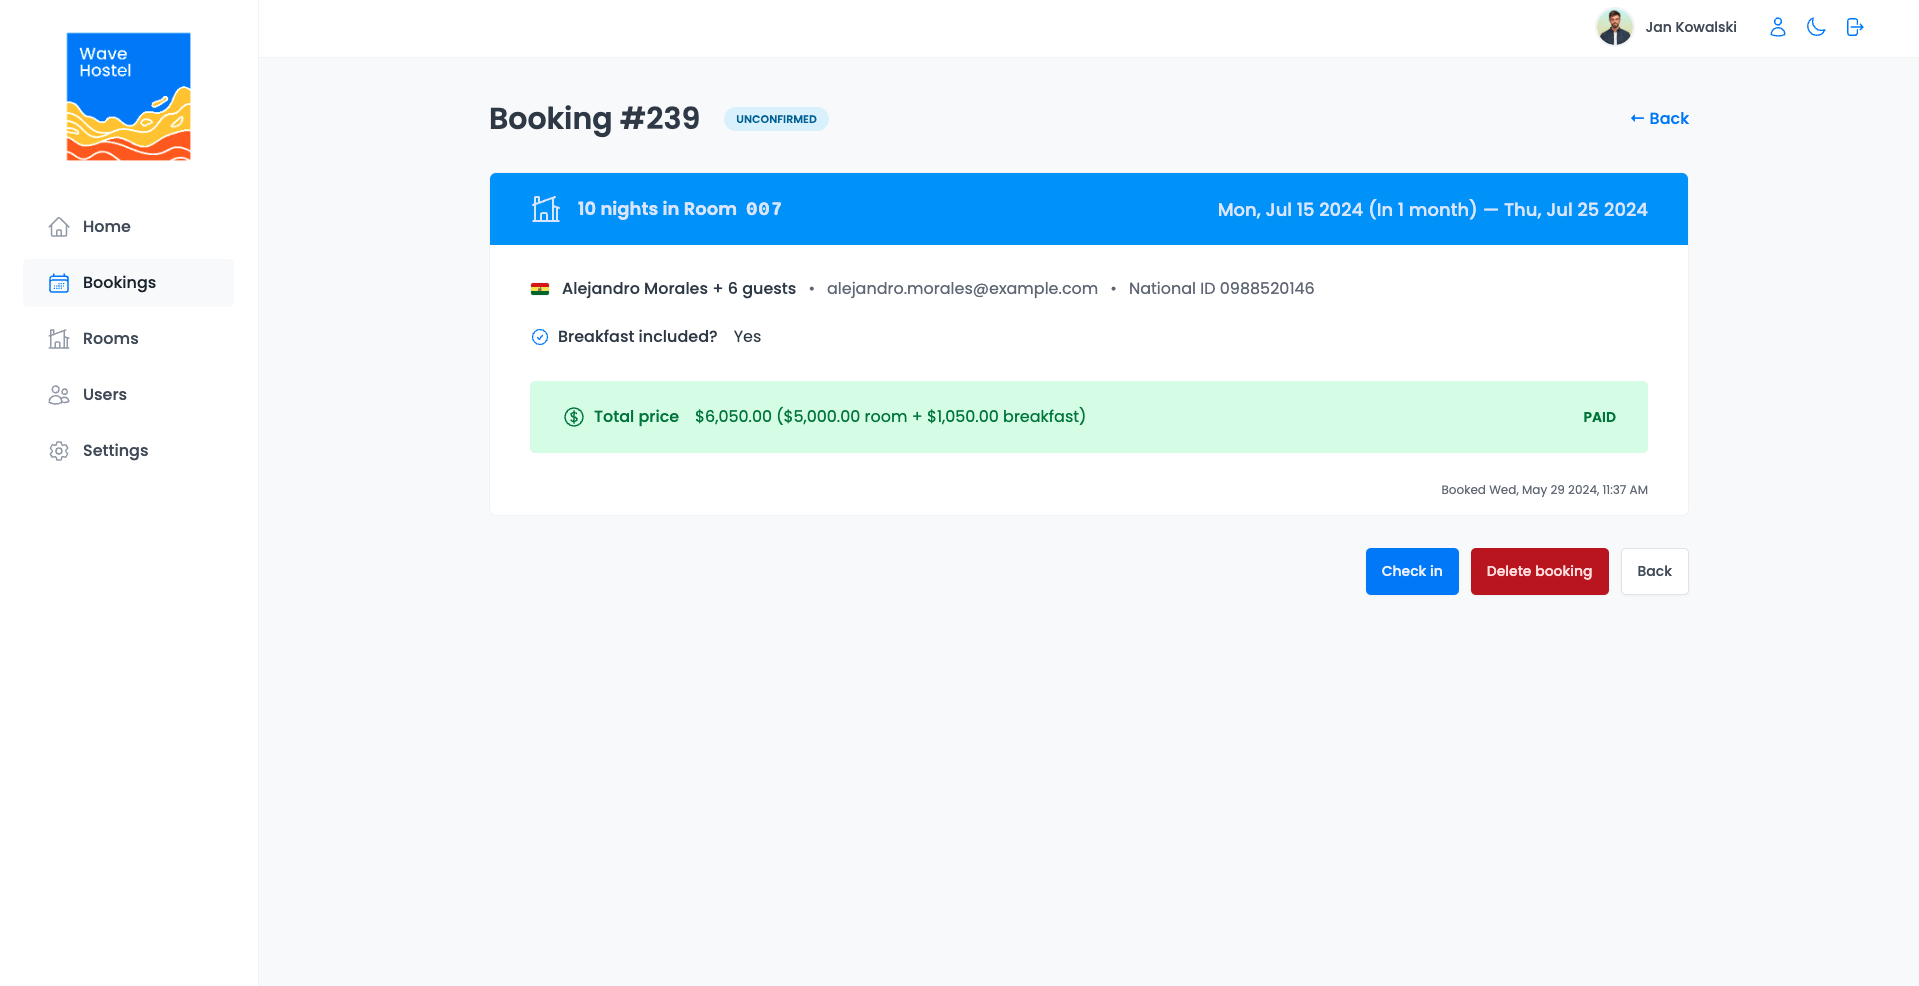 Wave
Hostel
Jan Kowalski
Home
Bookings
Rooms
Users
Settings
Booking #239 UNCONFIRMED ← Back
10 nights in Room 007 Mon, Jul 15 2024 (In 1 month) — Thu, Jul 25 2024
Alejandro Morales + 6 guests • alejandro.morales@example.com • National ID 0988520146
Breakfast included? Yes
Total price $6,050.00 ($5,000.00 room + $1,050.00 breakfast) PAID
Booked Wed, May 29 2024, 11:37 AM
Check in Delete booking Back